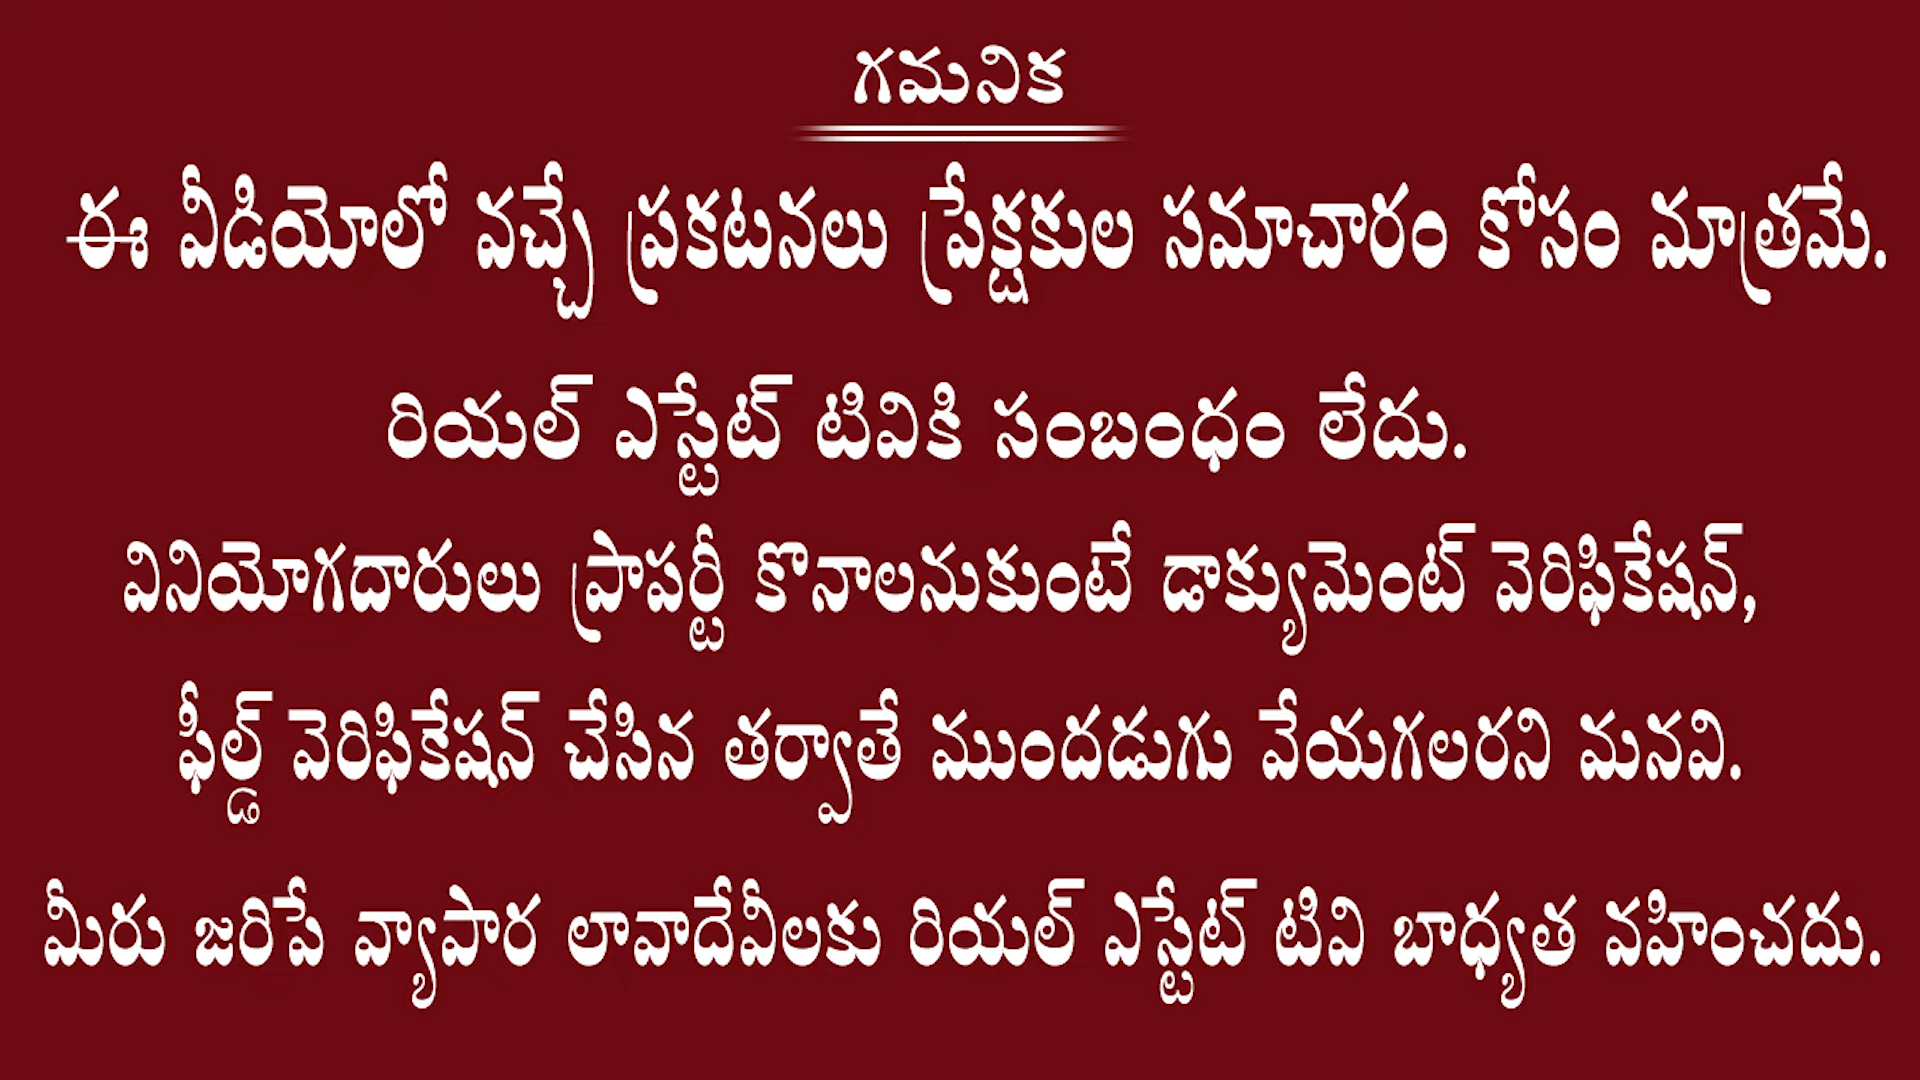 గమనిక
ఈ వీడియోలో వచ్చే ప్రకటనలు ప్రేక్షకుల సమాచారం కోసం మాత్రమే.
రియల్ ఎస్టేట్ టివికి సంబంధం లేదు.
వినియోగదారులు ప్రాపర్టీ కొనాలనుకుంటే డాక్యుమెంట్ వెరిఫికేషన్,
ఫీల్డ్ వెరిఫికేషన్ చేసిన తర్వాతే ముందడుగు వేయగలరని మనవి.
మీరు జరిపే వ్యాపార లావాదేవీలకు రియల్ ఎస్టేట్ టివి బాధ్యత వహించదు.